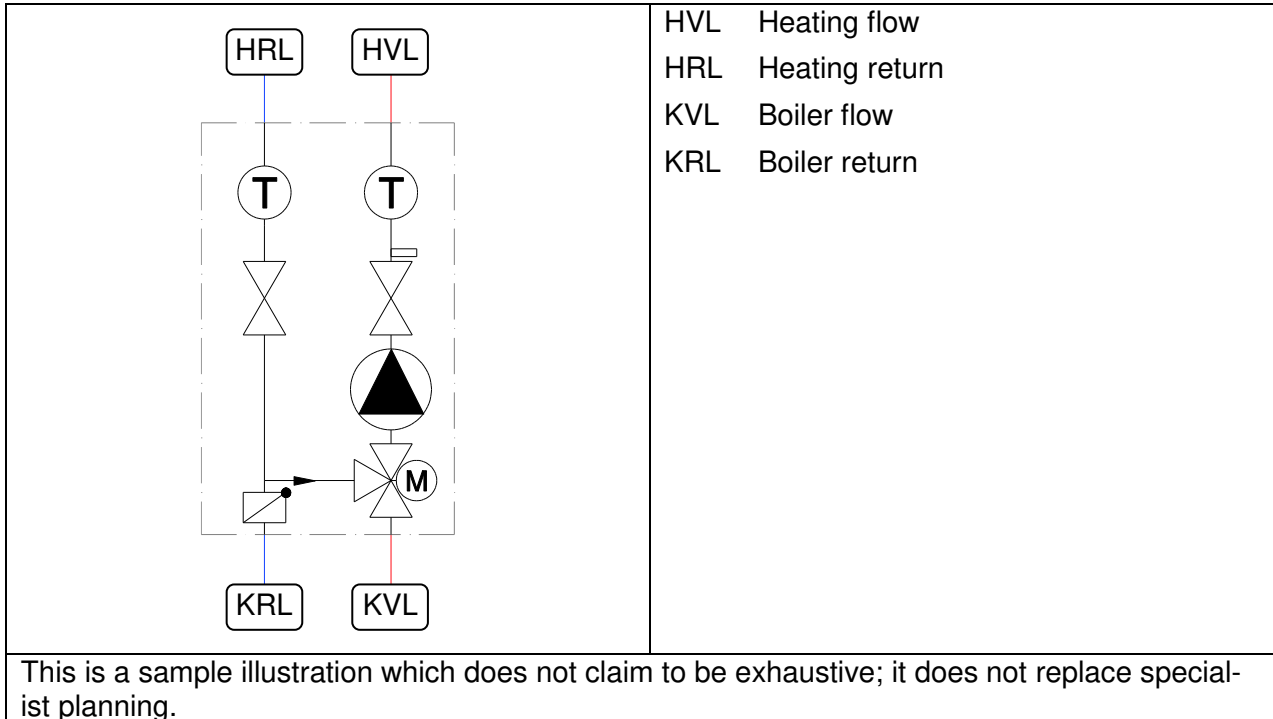 HRL HVL
T T
M
KRL KVL
HVL Heating flow
HRL Heating return
KVL Boiler flow
KRL Boiler return
This is a sample illustration which does not claim to be exhaustive; it does not replace special-
ist planning.